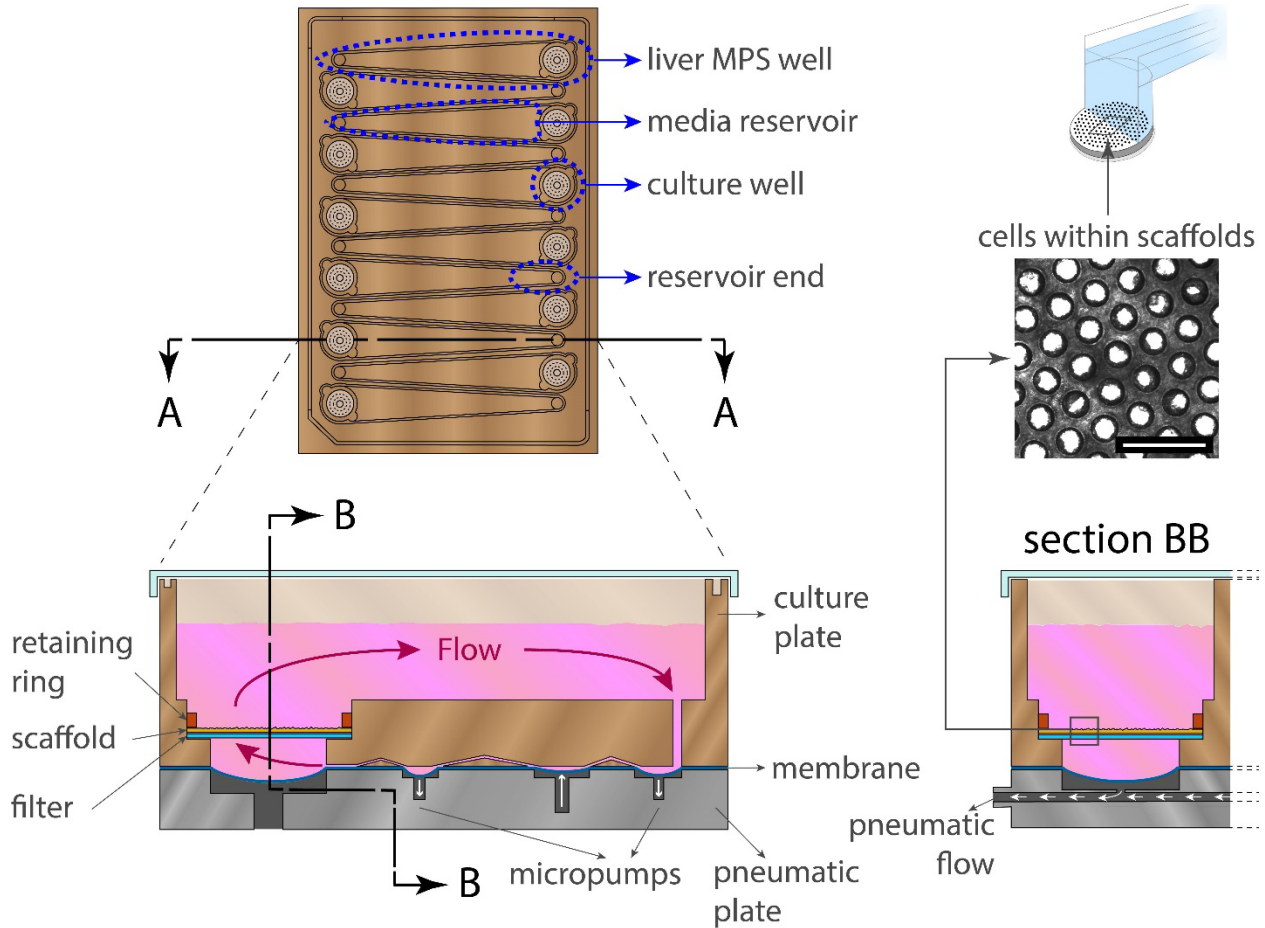 liver MPS well
media reservoir
culture well
reservoir end
A
A
cells within scaffolds
B
section BB
Flow
culture
plate
retaining
ring
scaffold
filter
membrane
B
micropumps
pneumatic
plate
pneumatic
flow